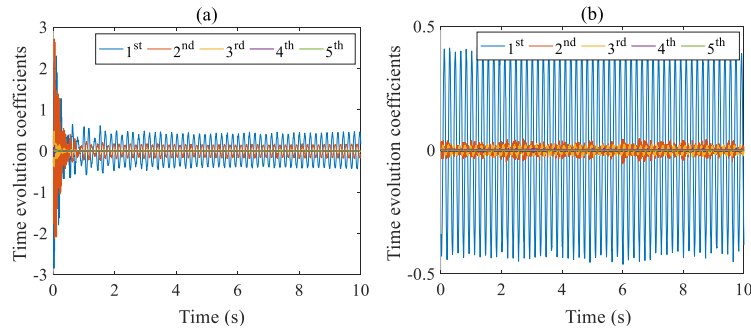 (a)
3
2
1
0
-1
-2
-3
1st 2nd 3rd 4th 5th
0 2 4 6 8 10
Time (s)
Time evolution coefficients
(b)
0.5
0
-0.5
1st 2nd 3rd 4th 5th
0 2 4 6 8 10
Time (s)
Time evolution coefficients